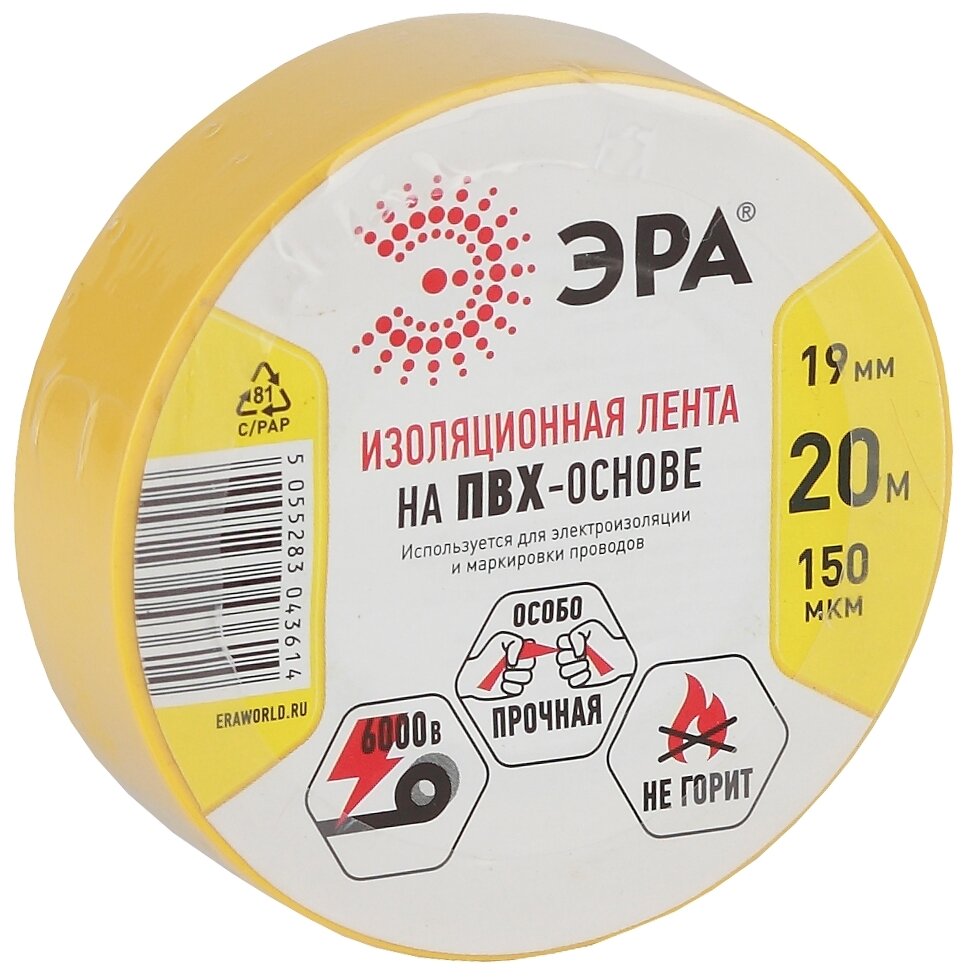 ЭРА®
ИЗОЛЯЦИОННАЯ ЛЕНТА
НА ПВХ-ОСНОВЕ
Используется для электроизоляции
и маркировки проводов
19 мм
20 м
150
мкм
81
C/PAP
5 055283 043614
ERAWORLD.RU
6000 В
ОСОБО
ПРОЧНАЯ
НЕ ГОРИТ